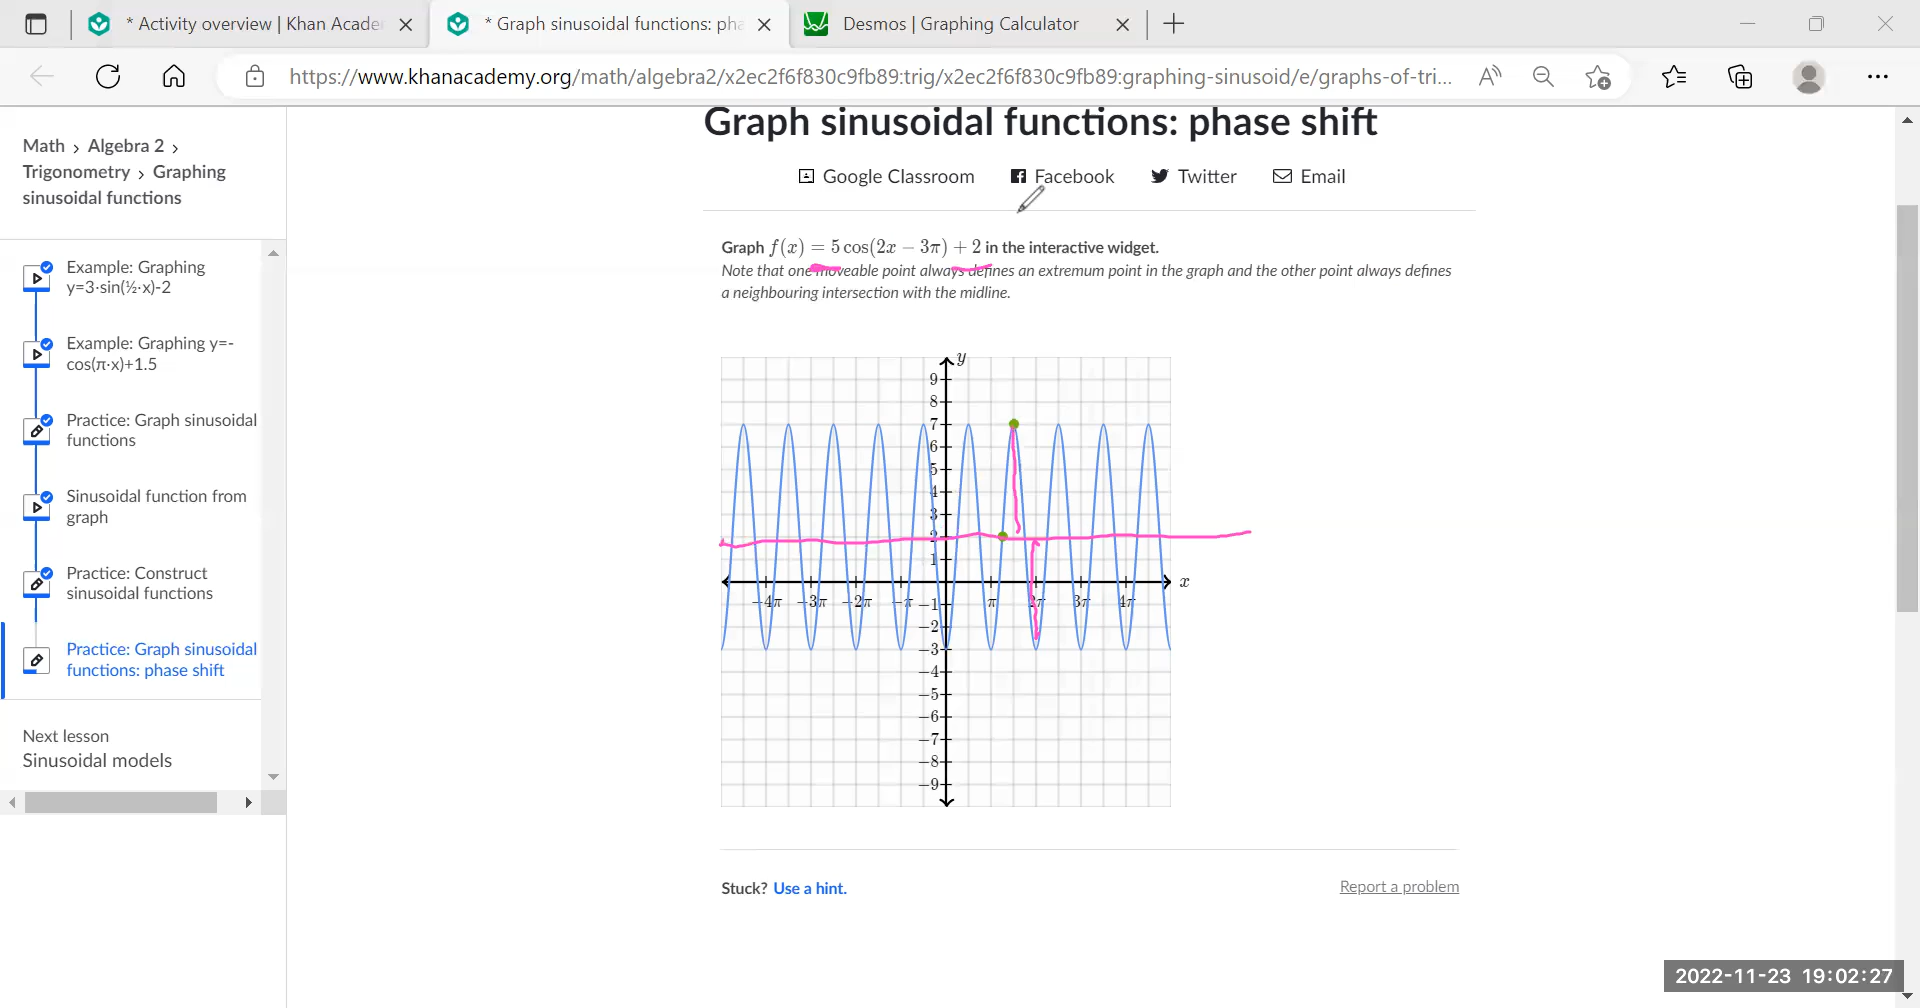 * Activity overview | Khan Acade
* Graph sinusoidal functions: pha
Desmos | Graphing Calculator
https://www.khanacademy.org/math/algebra2/x2ec2f6f830c9fb89:trig/x2ec2f6f830c9fb89:graphing-sinusoid/e/graphs-of-tri...
Math › Algebra 2 ›
Trigonometry › Graphing
sinusoidal functions
Example: Graphing
y=3·sin(½·x)-2
Example: Graphing y=-
cos(π·x)+1.5
Practice: Graph sinusoidal
functions
Sinusoidal function from
graph
Practice: Construct
sinusoidal functions
Practice: Graph sinusoidal
functions: phase shift
Next lesson
Sinusoidal models
Graph sinusoidal functions: phase shift
Google Classroom Facebook Twitter Email
Graph f(x) = 5 cos(2x − 3π) + 2 in the interactive widget.
Note that one moveable point always defines an extremum point in the graph and the other point always defines
a neighbouring intersection with the midline.
y
9
8
7
6
5
4
3
2
1
x
−4π −3π −2π −π π 2π 3π 4π
−1
−2
−3
−4
−5
−6
−7
−8
−9
Stuck? Use a hint.
Report a problem
2022-11-23 19:02:27